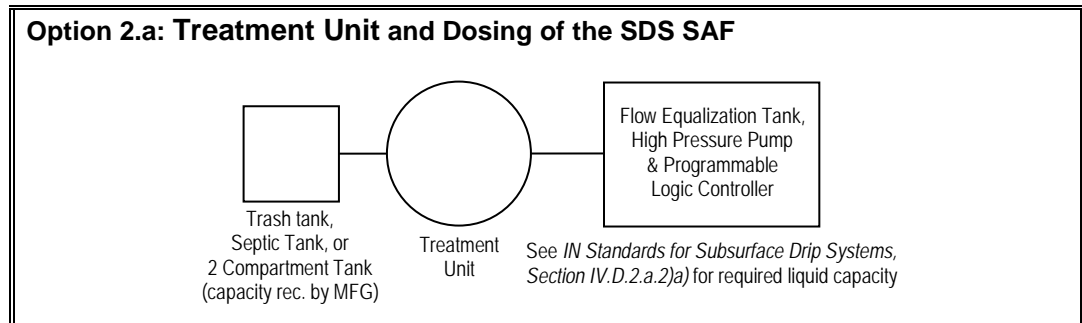 Option 2.a: Treatment Unit and Dosing of the SDS SAF
Flow Equalization Tank,
High Pressure Pump
& Programmable
Logic Controller
Trash tank,
Septic Tank, or
2 Compartment Tank
(capacity rec. by MFG)
Treatment
Unit
See IN Standards for Subsurface Drip Systems,
Section IV.D.2.a.2)a) for required liquid capacity